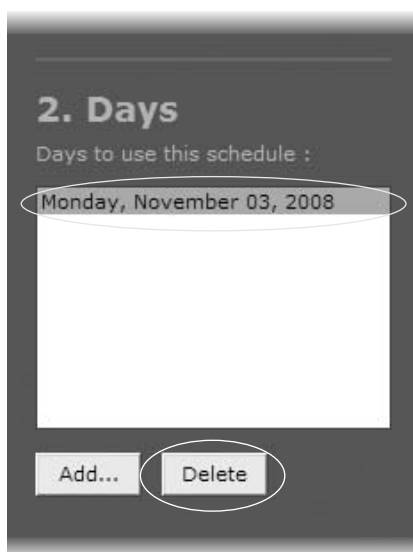 2. Days
Days to use this schedule :
Monday, November 03, 2008
Add... Delete